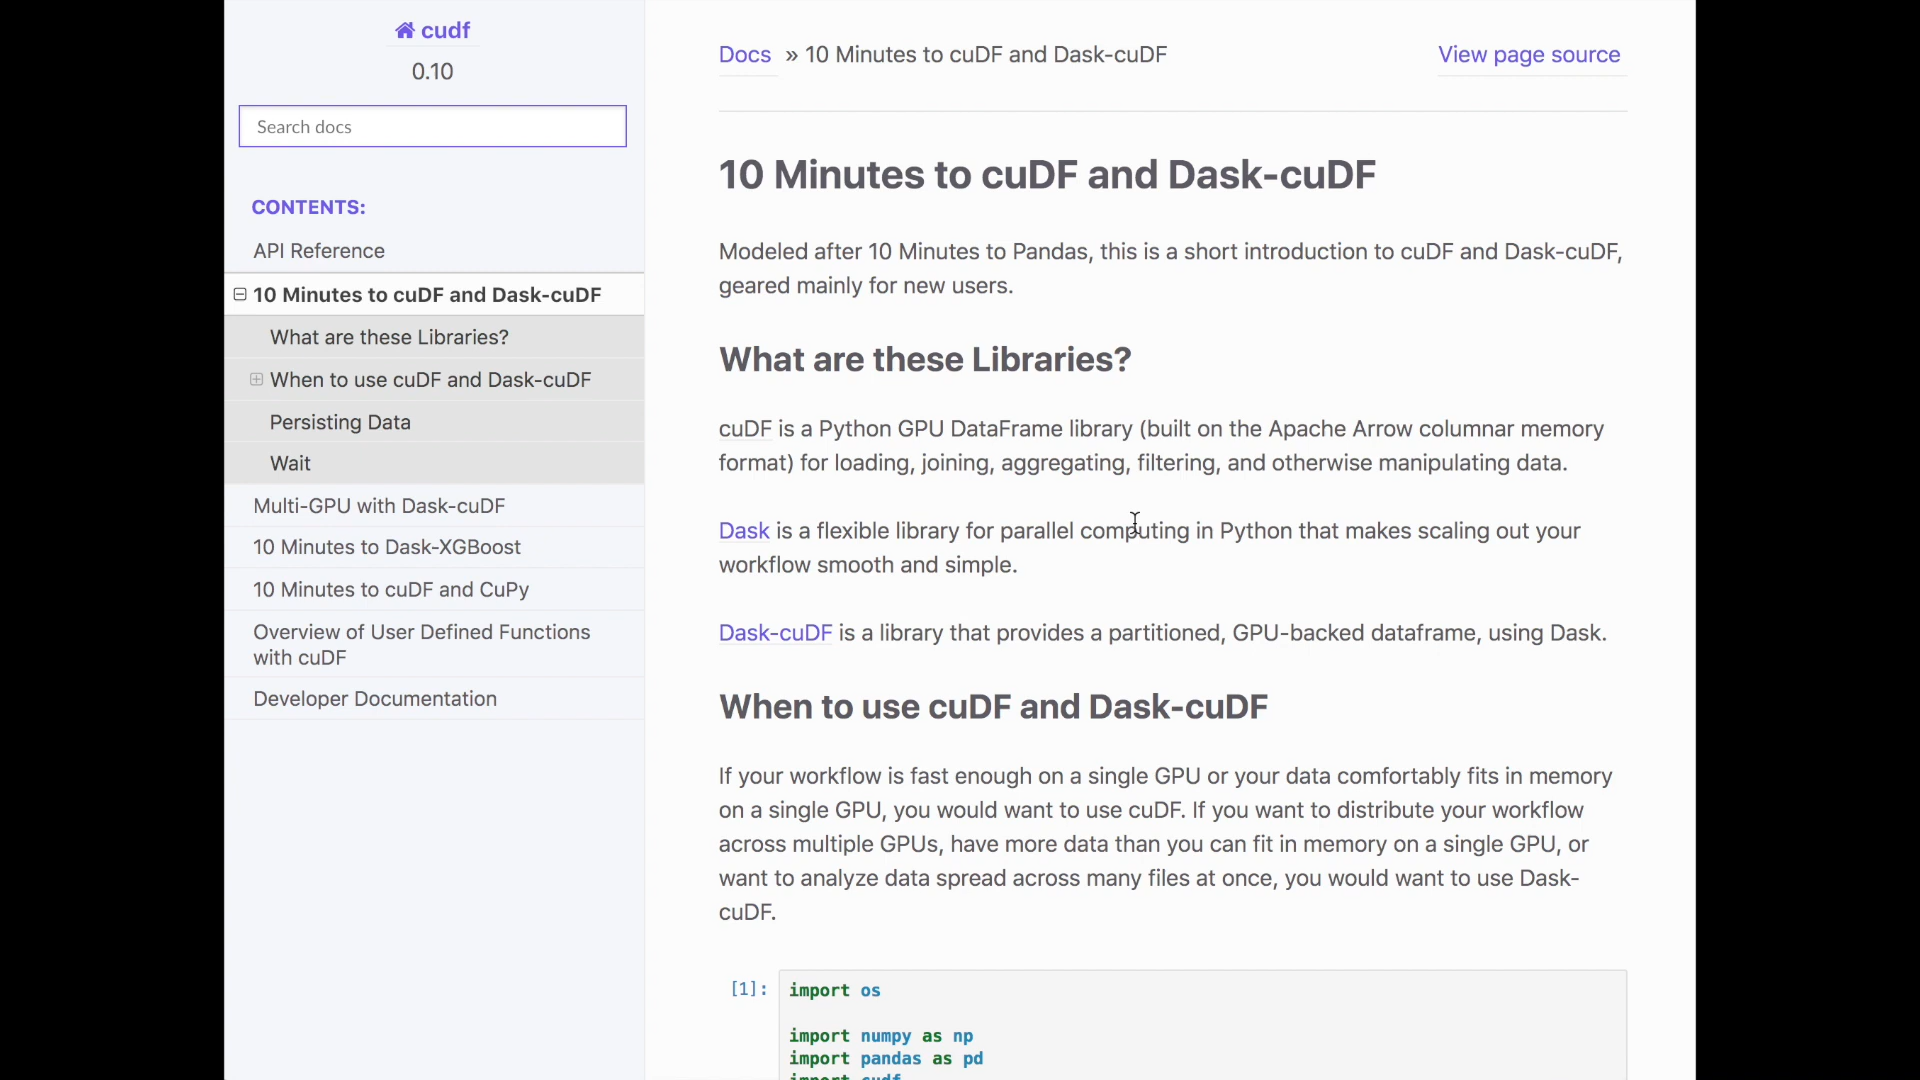 cudf
0.10
Search docs
CONTENTS:
API Reference
10 Minutes to cuDF and Dask-cuDF
What are these Libraries?
When to use cuDF and Dask-cuDF
Persisting Data
Wait
Multi-GPU with Dask-cuDF
10 Minutes to Dask-XGBoost
10 Minutes to cuDF and CuPy
Overview of User Defined Functions
with cuDF
Developer Documentation
Docs » 10 Minutes to cuDF and Dask-cuDF
View page source
10 Minutes to cuDF and Dask-cuDF
Modeled after 10 Minutes to Pandas, this is a short introduction to cuDF and Dask-cuDF,
geared mainly for new users.
What are these Libraries?
cuDF is a Python GPU DataFrame library (built on the Apache Arrow columnar memory
format) for loading, joining, aggregating, filtering, and otherwise manipulating data.
Dask is a flexible library for parallel computing in Python that makes scaling out your
workflow smooth and simple.
Dask-cuDF is a library that provides a partitioned, GPU-backed dataframe, using Dask.
When to use cuDF and Dask-cuDF
If your workflow is fast enough on a single GPU or your data comfortably fits in memory
on a single GPU, you would want to use cuDF. If you want to distribute your workflow
across multiple GPUs, have more data than you can fit in memory on a single GPU, or
want to analyze data spread across many files at once, you would want to use Dask-
cuDF.
[1]:
import os
import numpy as np
import pandas as pd
import cudf